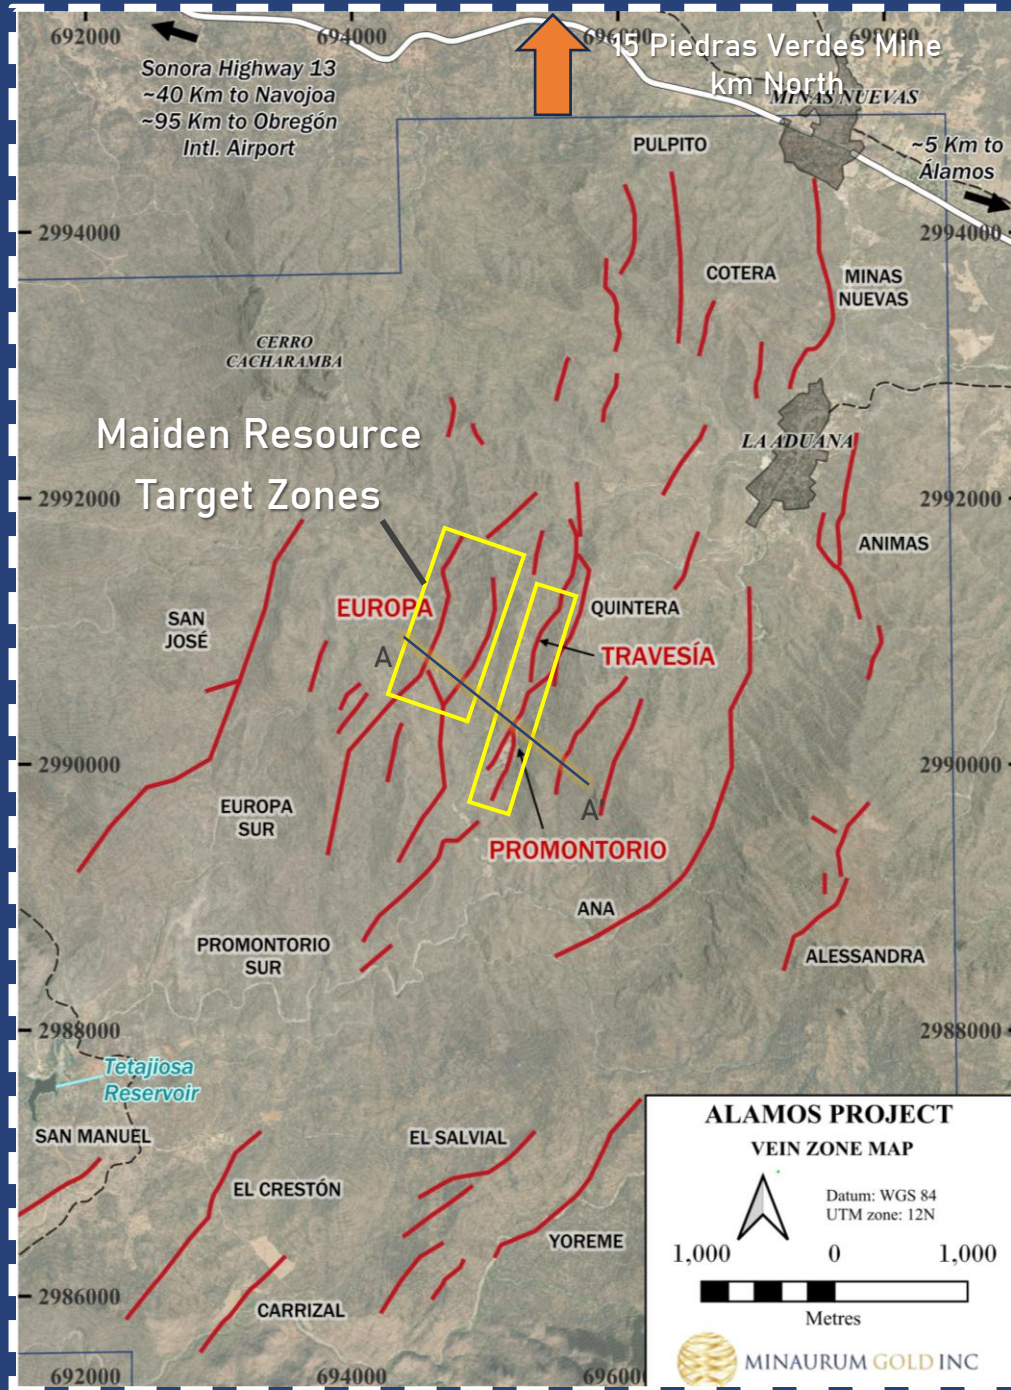 692000
694000
696000
698000
15 Piedras Verdes Mine
km North
Sonora Highway 13
~40 Km to Navojoa
~95 Km to Obregón
Intl. Airport
MINAS NUEVAS
PULPITO
~5 Km to
Álamos
2994000
2994000
COTERA
MINAS
NUEVAS
CERRO
CACHARAMBA
Maiden Resource
Target Zones
LA ADUANA
2992000
2992000
ANIMAS
EUROPA
QUINTERA
SAN
JOSÉ
A
TRAVESÍA
2990000
2990000
A'
EUROPA
SUR
PROMONTORIO
ANA
PROMONTORIO
SUR
ALESSANDRA
2988000
2988000
Tetajiosa
Reservoir
SAN MANUEL
EL SALVIAL
EL CRESTÓN
YOREME
2986000
CARRIZAL
692000
694000
696000
ALAMOS PROJECT
VEIN ZONE MAP
Datum: WGS 84
UTM zone: 12N
1,000 0 1,000
Metres
MINAURUM GOLD INC